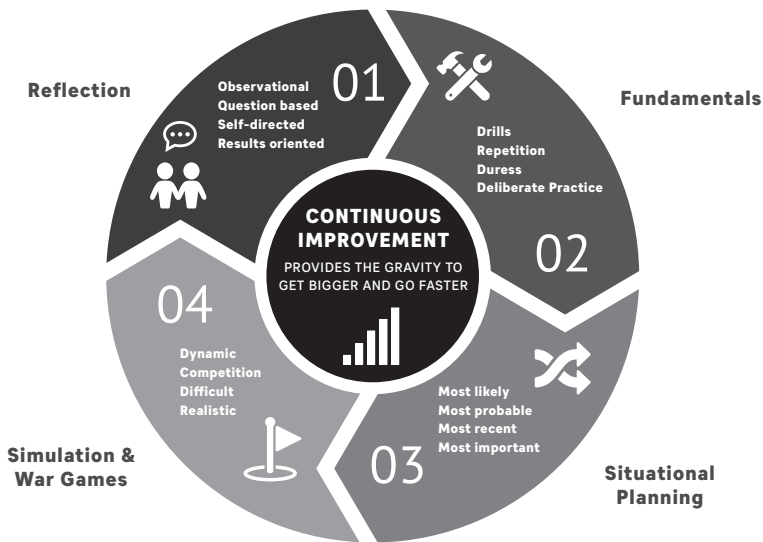 Reflection
01
Observational
Question based
Self-directed
Results oriented
Fundamentals
Drills
Repetition
Duress
Deliberate Practice
02
CONTINUOUS
IMPROVEMENT
PROVIDES THE GRAVITY TO
GET BIGGER AND GO FASTER
Most likely
Most probable
Most recent
Most important
03
Situational
Planning
04
Dynamic
Competition
Difficult
Realistic
Simulation &
War Games